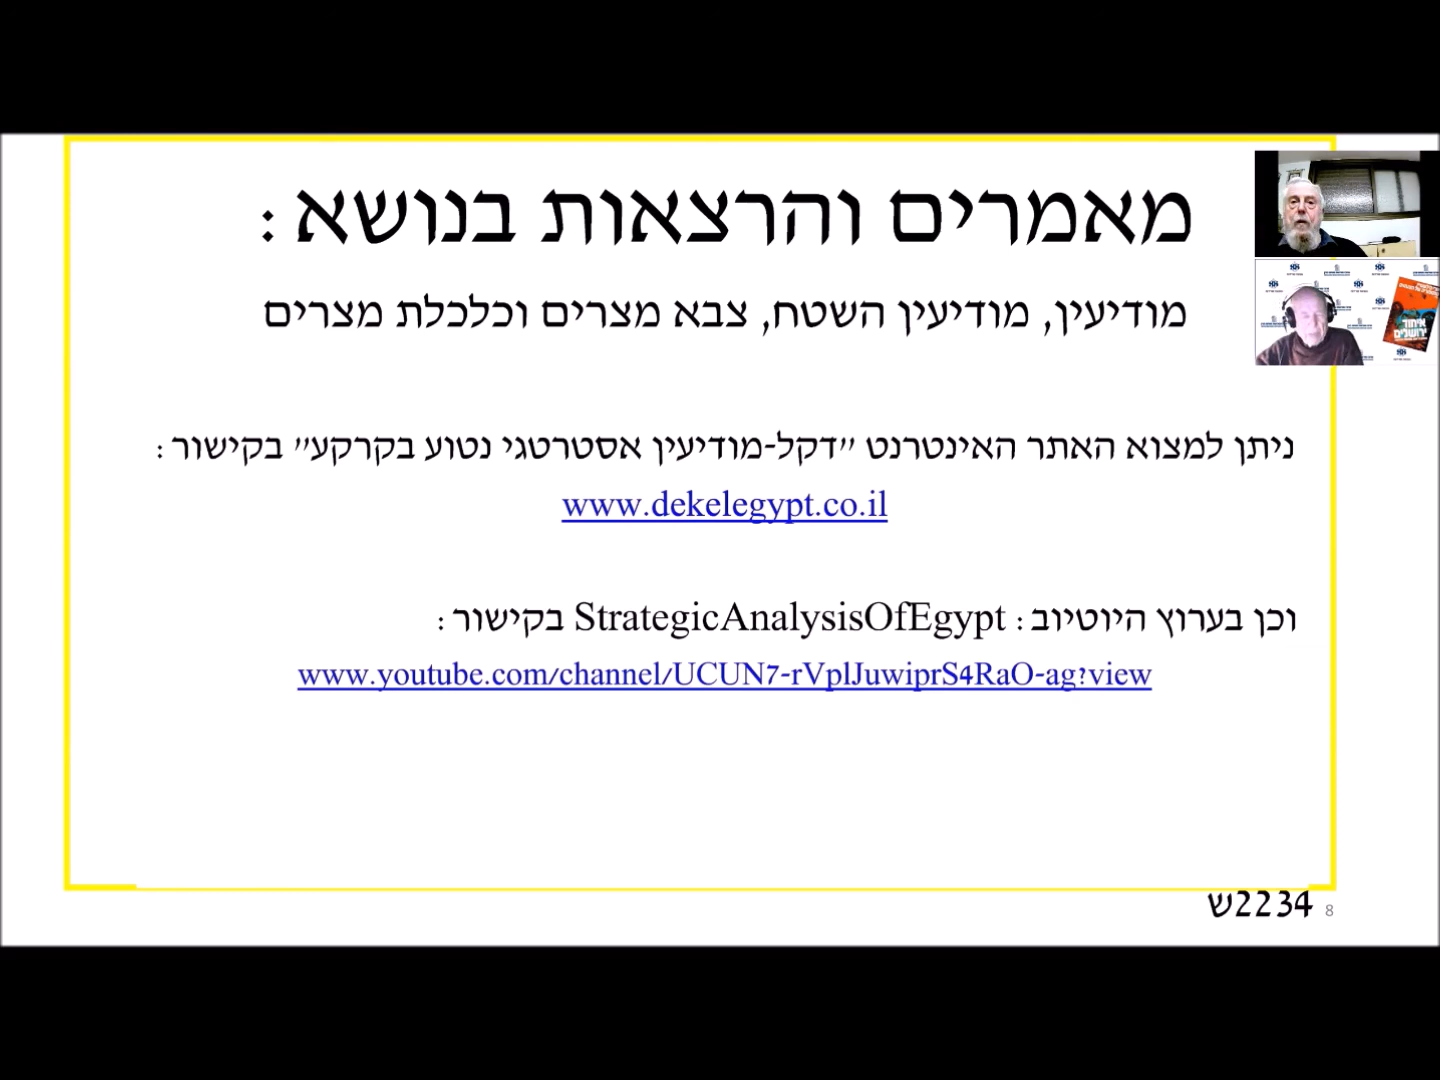 מאמרים והרצאות בנושא :
מודיעין, מודיעין השטח, צבא מצרים וכלכלת מצרים
ניתן למצוא האתר האינטרנט "דקל-מודיעין אסטרטגי נטוע בקרקע" בקישור :
www.dekelegypt.co.il
וכן בערוץ היוטיוב : StrategicAnalysisOfEgypt בקישור :
www.youtube.com/channel/UCUN7-rVplJuwiprS4RaO-ag?view
ש2234
8
איחוד
ירושלים